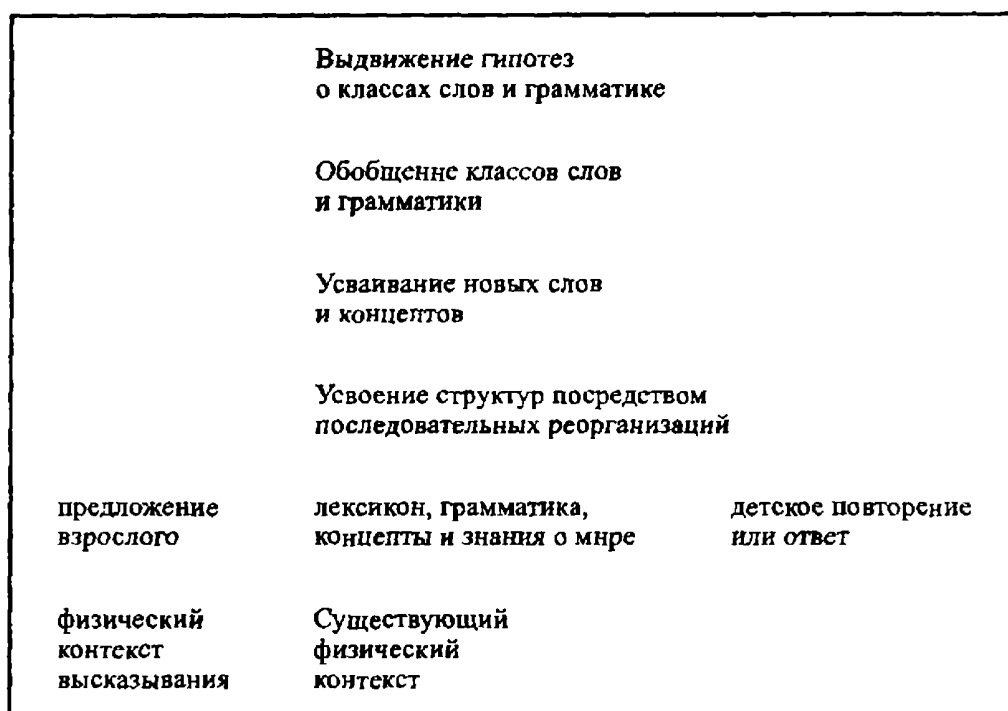 Выдвижение гипотез
о классах слов и грамматике
Обобщение классов слов
и грамматики
Усваивание новых слов
и концептов
Усвоение структур посредством
последовательных реорганизаций
предложение лексикон, грамматика, детское повторение
взрослого концепты и знания о мире или ответ
физический Существующий
контекст физический
высказывания контекст